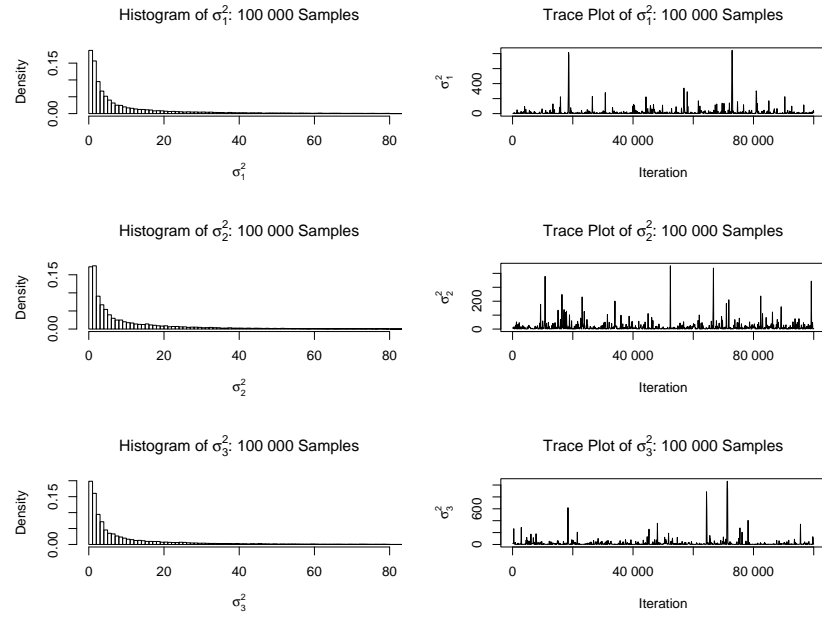 Histogram of σ₁²: 100 000 Samples
Density
0.00 0.15
0 20 40 60 80
σ₁²
Trace Plot of σ₁²: 100 000 Samples
σ₁²
0 400
0 40 000 80 000
Iteration
Histogram of σ₂²: 100 000 Samples
Density
0.00 0.15
0 20 40 60 80
σ₂²
Trace Plot of σ₂²: 100 000 Samples
σ₂²
0 200
0 40 000 80 000
Iteration
Histogram of σ₃²: 100 000 Samples
Density
0.00 0.15
0 20 40 60 80
σ₃²
Trace Plot of σ₃²: 100 000 Samples
σ₃²
0 600
0 40 000 80 000
Iteration